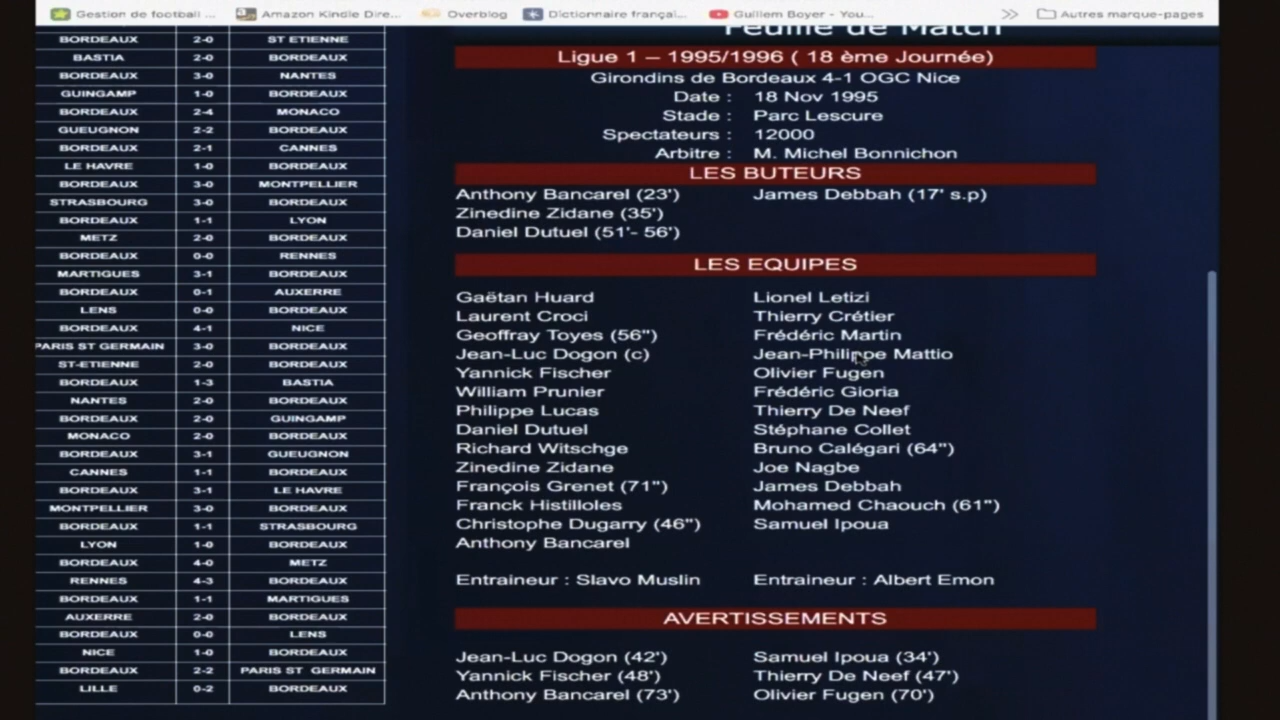 Gestion de football ... Amazon Kindle Dire... Overblog Dictionnaire françai... Guillem Boyer - You... >> Autres marque-pages
BORDEAUX 2-0 ST ETIENNE
BASTIA 2-0 BORDEAUX
BORDEAUX 3-0 NANTES
GUINGAMP 1-0 BORDEAUX
BORDEAUX 2-4 MONACO
GUEUGNON 2-2 BORDEAUX
BORDEAUX 2-1 CANNES
LE HAVRE 1-0 BORDEAUX
BORDEAUX 3-0 MONTPELLIER
STRASBOURG 3-0 BORDEAUX
BORDEAUX 1-1 LYON
METZ 2-0 BORDEAUX
BORDEAUX 0-0 RENNES
MARTIGUES 3-1 BORDEAUX
BORDEAUX 0-1 AUXERRE
LENS 0-0 BORDEAUX
BORDEAUX 4-1 NICE
PARIS ST GERMAIN 3-0 BORDEAUX
ST-ETIENNE 2-0 BORDEAUX
BORDEAUX 1-3 BASTIA
NANTES 2-0 BORDEAUX
BORDEAUX 2-0 GUINGAMP
MONACO 2-0 BORDEAUX
BORDEAUX 3-1 GUEUGNON
CANNES 1-1 BORDEAUX
BORDEAUX 3-1 LE HAVRE
MONTPELLIER 3-0 BORDEAUX
BORDEAUX 1-1 STRASBOURG
LYON 1-0 BORDEAUX
BORDEAUX 4-0 METZ
RENNES 4-3 BORDEAUX
BORDEAUX 1-1 MARTIGUES
AUXERRE 2-0 BORDEAUX
BORDEAUX 0-0 LENS
NICE 1-0 BORDEAUX
BORDEAUX 2-2 PARIS ST GERMAIN
LILLE 0-2 BORDEAUX
Feuille de Match
Ligue 1 – 1995/1996 ( 18 ème Journée)
Girondins de Bordeaux 4-1 OGC Nice
Date : 18 Nov 1995
Stade : Parc Lescure
Spectateurs : 12000
Arbitre : M. Michel Bonnichon
LES BUTEURS
Anthony Bancarel (23') James Debbah (17' s.p)
Zinedine Zidane (35')
Daniel Dutuel (51'- 56')
LES EQUIPES
Gaëtan Huard Lionel Letizi
Laurent Croci Thierry Crétier
Geoffray Toyes (56'') Frédéric Martin
Jean-Luc Dogon (c) Jean-Philippe Mattio
Yannick Fischer Olivier Fugen
William Prunier Frédéric Gioria
Philippe Lucas Thierry De Neef
Daniel Dutuel Stéphane Collet
Richard Witschge Bruno Calégari (64'')
Zinedine Zidane Joe Nagbe
François Grenet (71'') James Debbah
Franck Histilloles Mohamed Chaouch (61'')
Christophe Dugarry (46'') Samuel Ipoua
Anthony Bancarel
Entraineur : Slavo Muslin Entraineur : Albert Emon
AVERTISSEMENTS
Jean-Luc Dogon (42') Samuel Ipoua (34')
Yannick Fischer (48') Thierry De Neef (47')
Anthony Bancarel (73') Olivier Fugen (70')